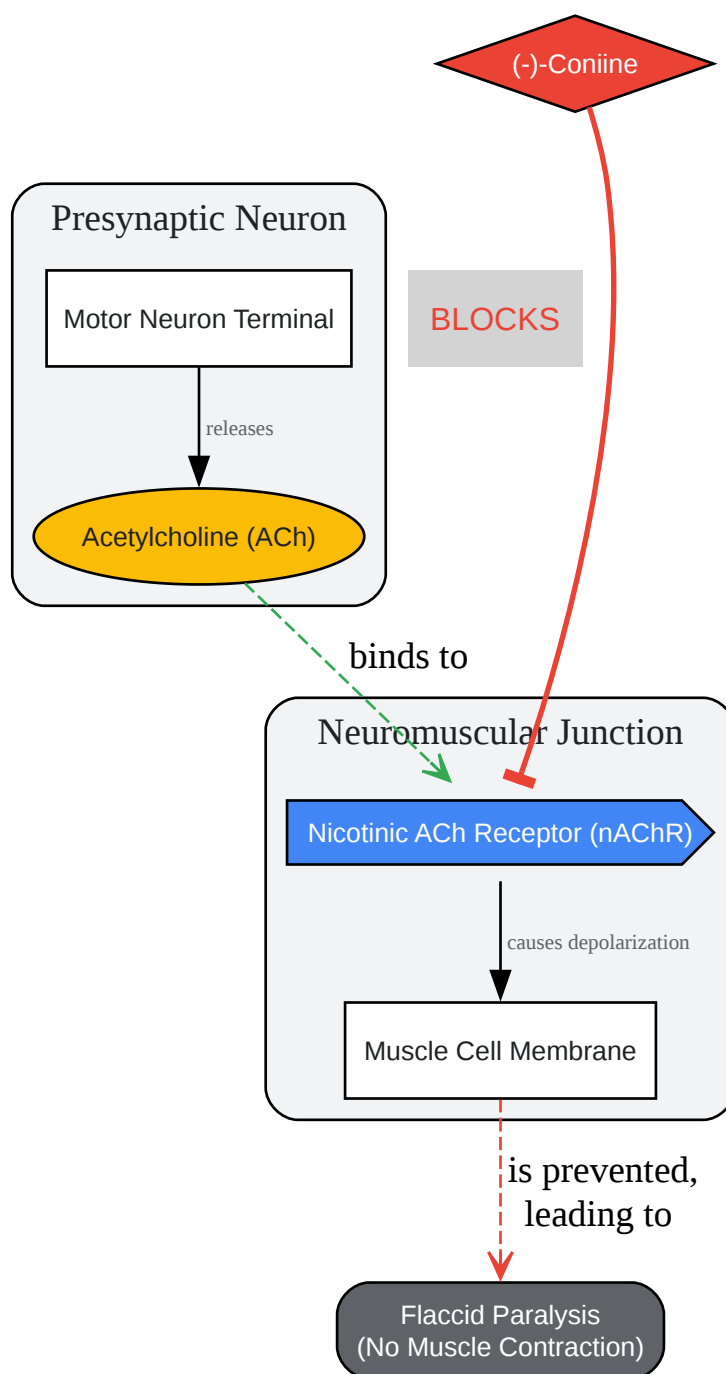 (-)-Coniine
Presynaptic Neuron
Motor Neuron Terminal
BLOCKS
releases
Acetylcholine (ACh)
binds to
Neuromuscular Junction
Nicotinic ACh Receptor (nAChR)
causes depolarization
Muscle Cell Membrane
is prevented,
leading to
Flaccid Paralysis
(No Muscle Contraction)